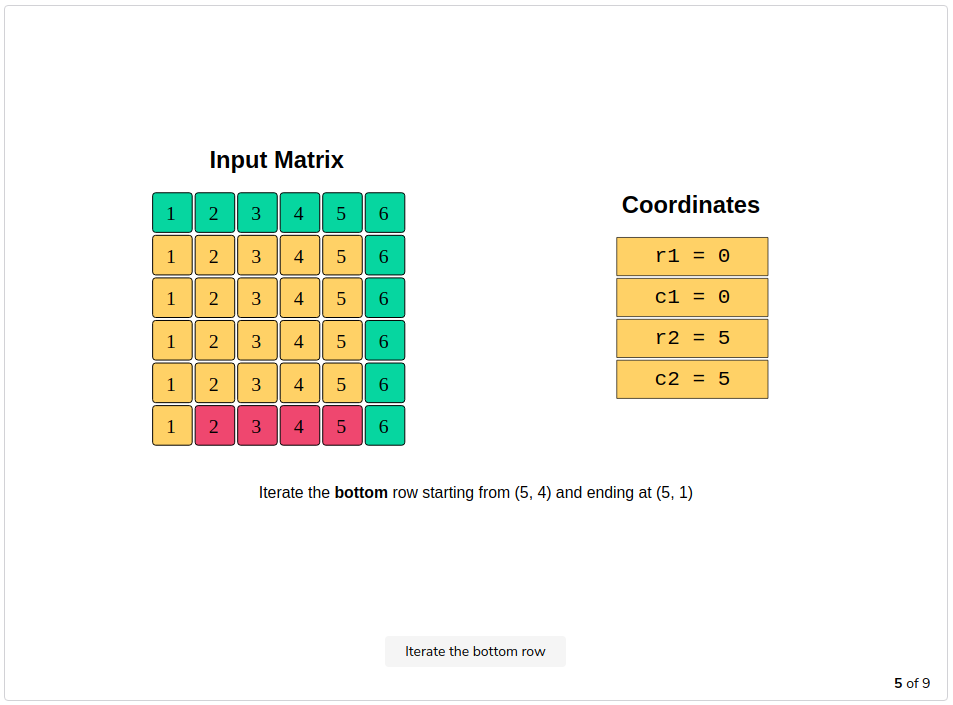 Input Matrix
1 2 3 4 5 6
1 2 3 4 5 6
1 2 3 4 5 6
1 2 3 4 5 6
1 2 3 4 5 6
1 2 3 4 5 6
Coordinates
r1 = 0
c1 = 0
r2 = 5
c2 = 5
Iterate the bottom row starting from (5, 4) and ending at (5, 1)
Iterate the bottom row
5 of 9